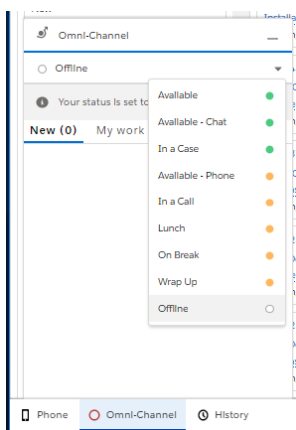 Omni-Channel
Offline
Your status is set to
New (0) My work
Available
Available - Chat
In a Case
Available - Phone
In a Call
Lunch
On Break
Wrap Up
Offline
Phone Omni-Channel History